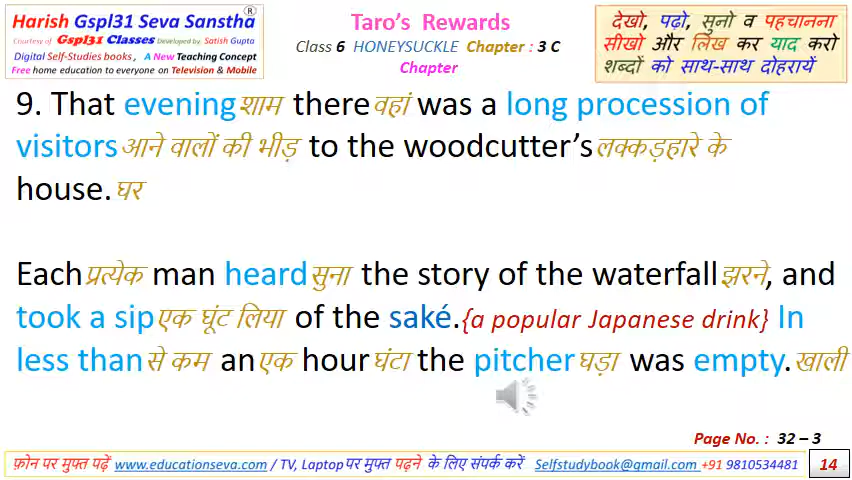 Harish Gspl31 Seva Sanstha ®
Courtesy of Gspl31 Classes Developed by Satish Gupta
Digital Self-Studies books, A New Teaching Concept
Free home education to everyone on Television & Mobile
Taro's Rewards
Class 6 HONEYSUCKLE Chapter : 3 C
Chapter
देखो, पढ़ो, सुनो व पहचानना
सीखो और लिख कर याद करो
शब्दों को साथ-साथ दोहरायें
9. That evening शाम there वहां was a long procession of
visitors आने वालों की भीड़ to the woodcutter's लक्कड़हारे के
house. घर
Each प्रत्येक man heard सुना the story of the waterfall झरने, and
took a sip एक घूंट लिया of the saké.{a popular Japanese drink} In
less than से कम an एक hour घंटा the pitcher घड़ा was empty. खाली
Page No. : 32 – 3
फ़ोन पर मुफ्त पढ़ें www.educationseva.com / TV, Laptop पर मुफ्त पढ़ने के लिए संपर्क करें Selfstudybook@gmail.com +91 9810534481 14